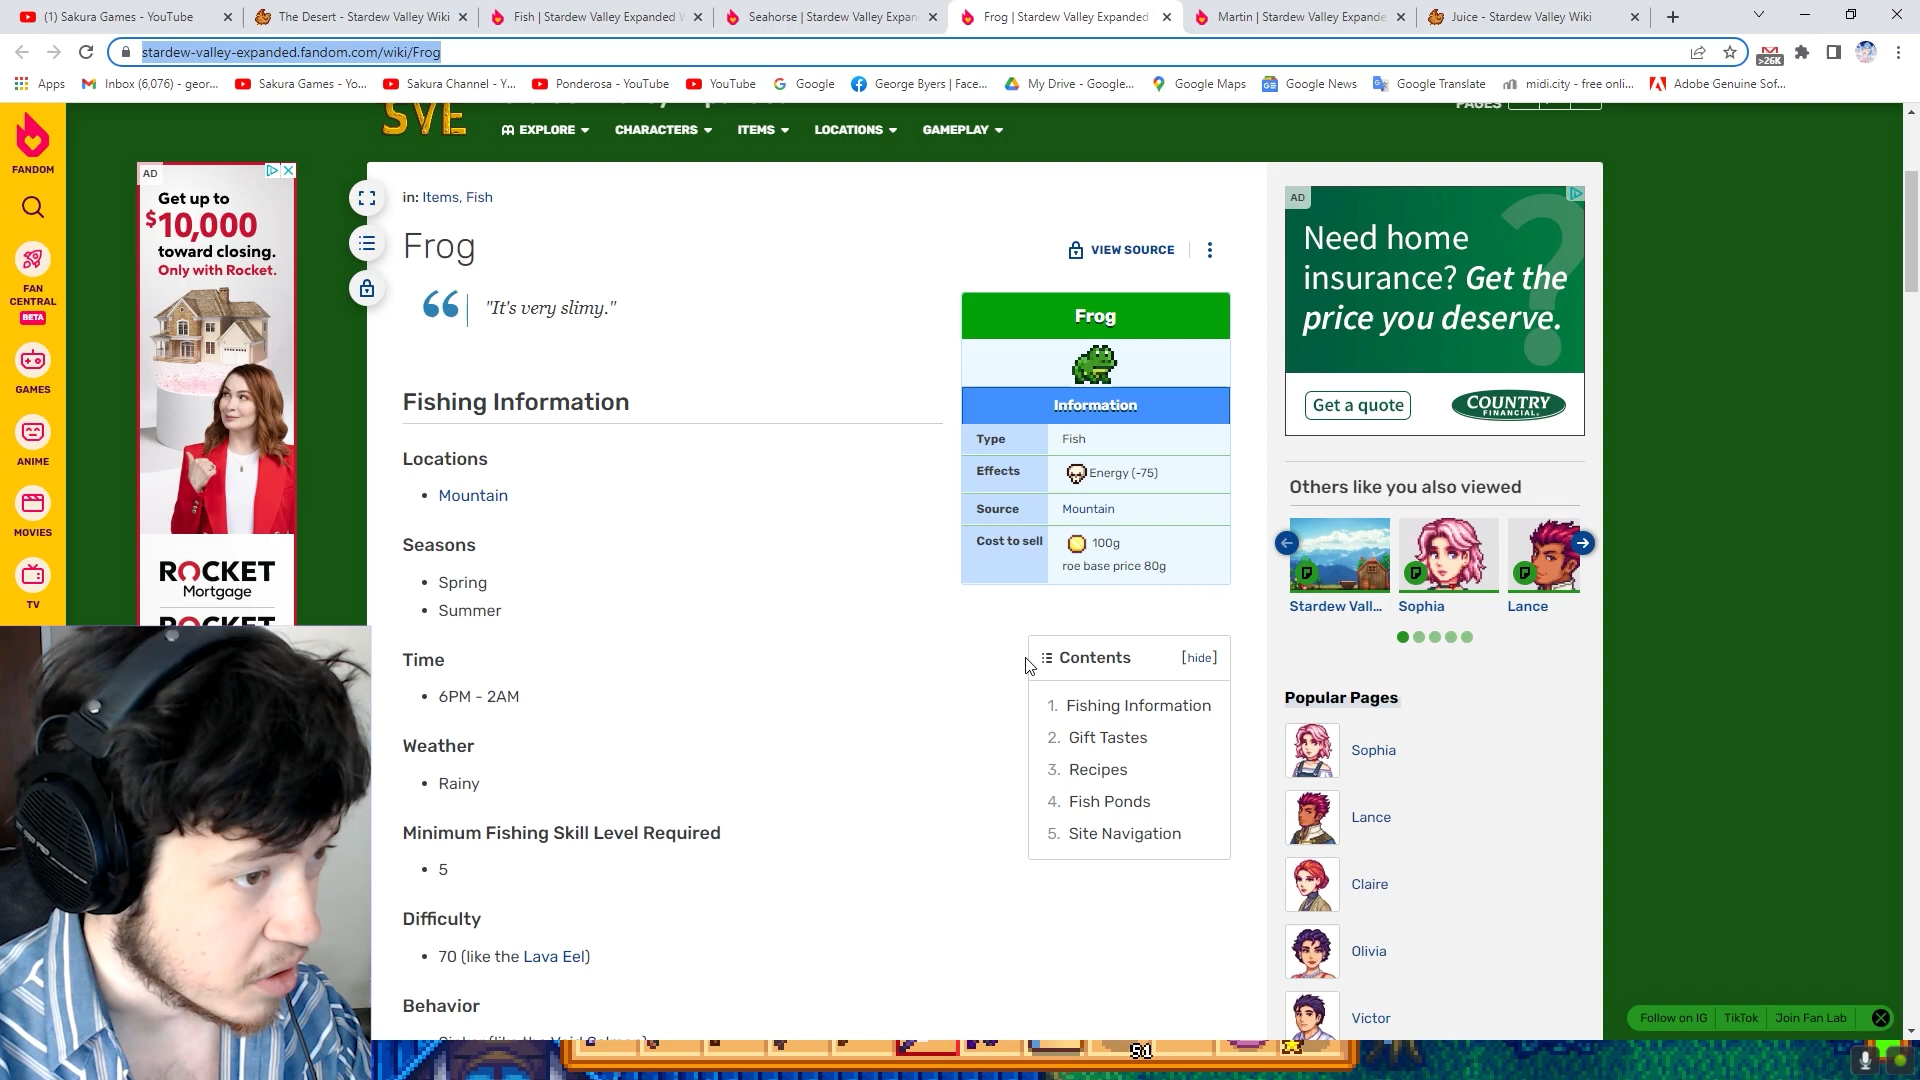 (1) Sakura Games - YouTube
The Desert - Stardew Valley Wiki
Fish | Stardew Valley Expanded
Seahorse | Stardew Valley Expan
Frog | Stardew Valley Expanded
Martin | Stardew Valley Expande
Juice - Stardew Valley Wiki
stardew-valley-expanded.fandom.com/wiki/Frog
>26K
Apps
Inbox (6,076) - geor...
Sakura Games - Yo...
Sakura Channel - Y...
Ponderosa - YouTube
YouTube
Google
George Byers | Face...
My Drive - Google...
Google Maps
Google News
Google Translate
midi.city - free onli...
Adobe Genuine Sof...
FANDOM
FAN
CENTRAL
BETA
GAMES
ANIME
MOVIES
TV
SVE
PAGES
EXPLORE
CHARACTERS
ITEMS
LOCATIONS
GAMEPLAY
AD
Get up to
$10,000
toward closing.
Only with Rocket.
ROCKET
Mortgage
ROCKET
in: Items, Fish
Frog
VIEW SOURCE
"It's very slimy."
Fishing Information
Locations
Mountain
Seasons
Spring
Summer
Time
6PM - 2AM
Weather
Rainy
Minimum Fishing Skill Level Required
5
Difficulty
70 (like the Lava Eel)
Behavior
Frog
Information
Type Fish
Effects Energy (-75)
Source Mountain
Cost to sell 100g
roe base price 80g
Contents [hide]
1. Fishing Information
2. Gift Tastes
3. Recipes
4. Fish Ponds
5. Site Navigation
AD
Need home
insurance? Get the
price you deserve.
Get a quote
COUNTRY
FINANCIAL
Others like you also viewed
Stardew Vall...
Sophia
Lance
Popular Pages
Sophia
Lance
Claire
Olivia
Victor
Follow on IG
TikTok
Join Fan Lab